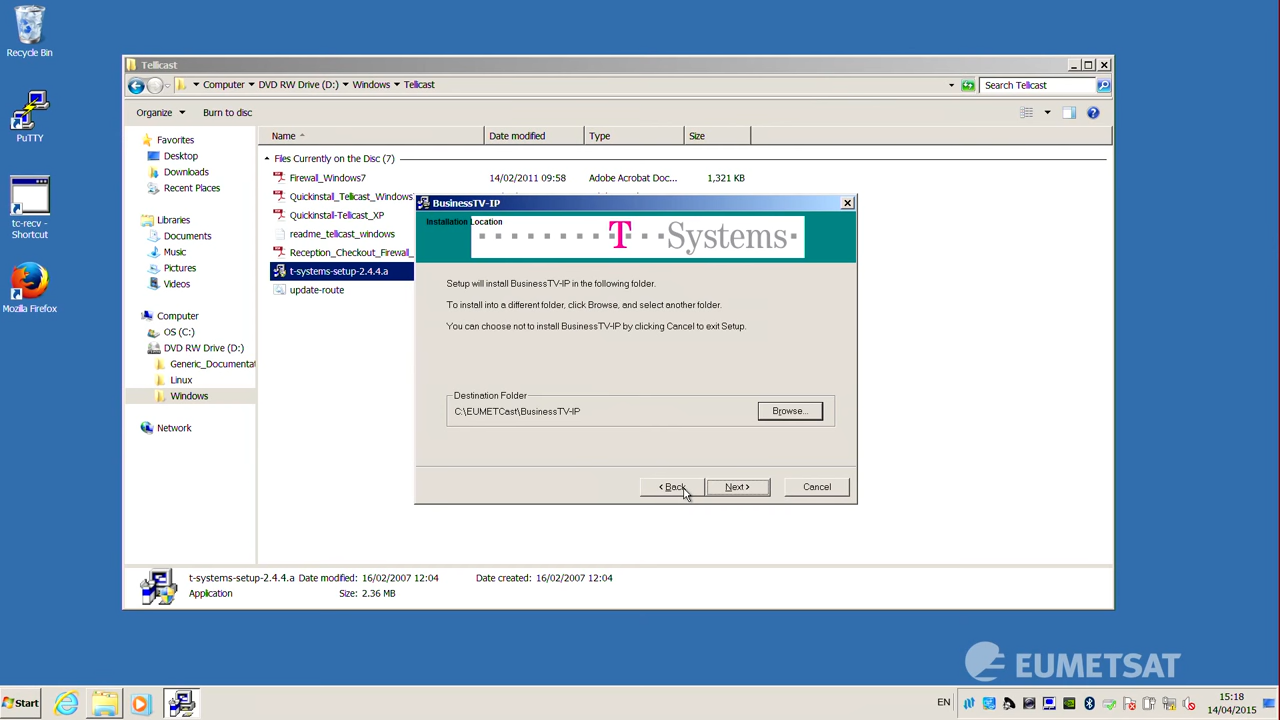 Recycle Bin
PuTTY
tc-recv -
Shortcut
Mozilla Firefox
Tellicast
Computer DVD RW Drive (D:) Windows Tellicast
Search Tellicast
Organize Burn to disc
Favorites
Desktop
Downloads
Recent Places
Libraries
Documents
Music
Pictures
Videos
Computer
OS (C:)
DVD RW Drive (D:)
Generic_Documentat
Linux
Windows
Network
Name Date modified Type Size
Files Currently on the Disc (7)
Firewall_Windows7 14/02/2011 09:58 Adobe Acrobat Doc... 1,321 KB
Quickinstall_Tellicast_Windows
Quickinstall-Tellicast_XP
readme_tellicast_windows
Reception_Checkout_Firewall_
t-systems-setup-2.4.4.a
update-route
BusinessTV-IP
Installation Location
T Systems
Setup will install BusinessTV-IP in the following folder.
To install into a different folder, click Browse, and select another folder.
You can choose not to install BusinessTV-IP by clicking Cancel to exit Setup.
Destination Folder
C:\EUMETCast\BusinessTV-IP
Browse...
< Back Next > Cancel
t-systems-setup-2.4.4.a Date modified: 16/02/2007 12:04 Date created: 16/02/2007 12:04
Application Size: 2.36 MB
EUMETSAT
Start
EN
15:18
14/04/2015